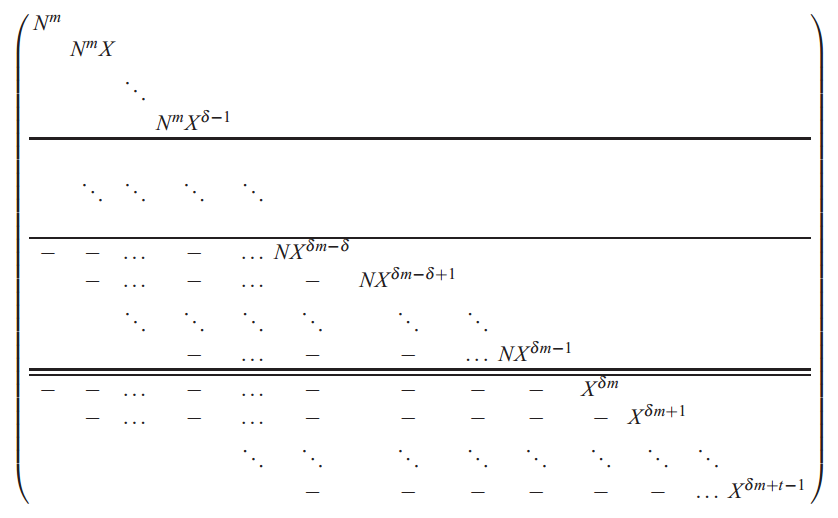 N^m
N^m X
⋱
N^m X^{δ−1}
⋱ ⋱ ⋱ ⋱
− − … − … NX^{δm−δ}
− … − … − NX^{δm−δ+1}
⋱ ⋱ ⋱ ⋱ ⋱ ⋱
− … − − … NX^{δm−1}
− − … − … − − − − X^{δm}
− … − … − − − − − X^{δm+1}
⋱ ⋱ ⋱ ⋱ ⋱ ⋱ ⋱ ⋱
− − − − − − … X^{δm+t−1}